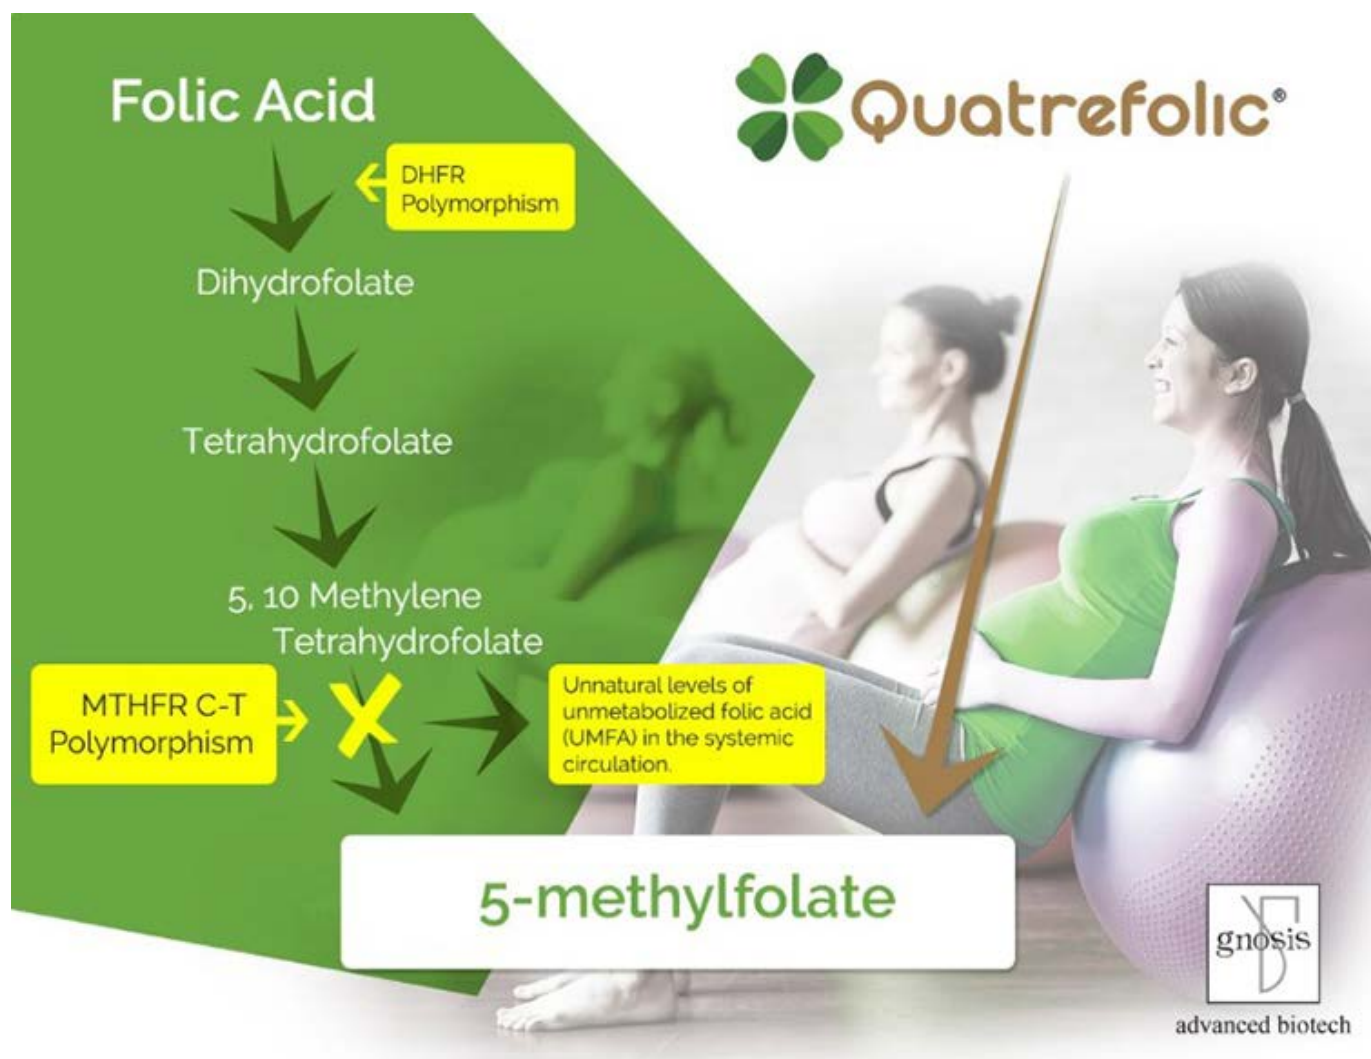 Folic Acid
Quatrefolic®
DHFR
Polymorphism
Dihydrofolate
Tetrahydrofolate
5, 10 Methylene
Tetrahydrofolate
MTHFR C-T
Polymorphism
Unnatural levels of
unmetabolized folic acid
(UMFA) in the systemic
circulation.
5-methylfolate
gnosis
advanced biotech